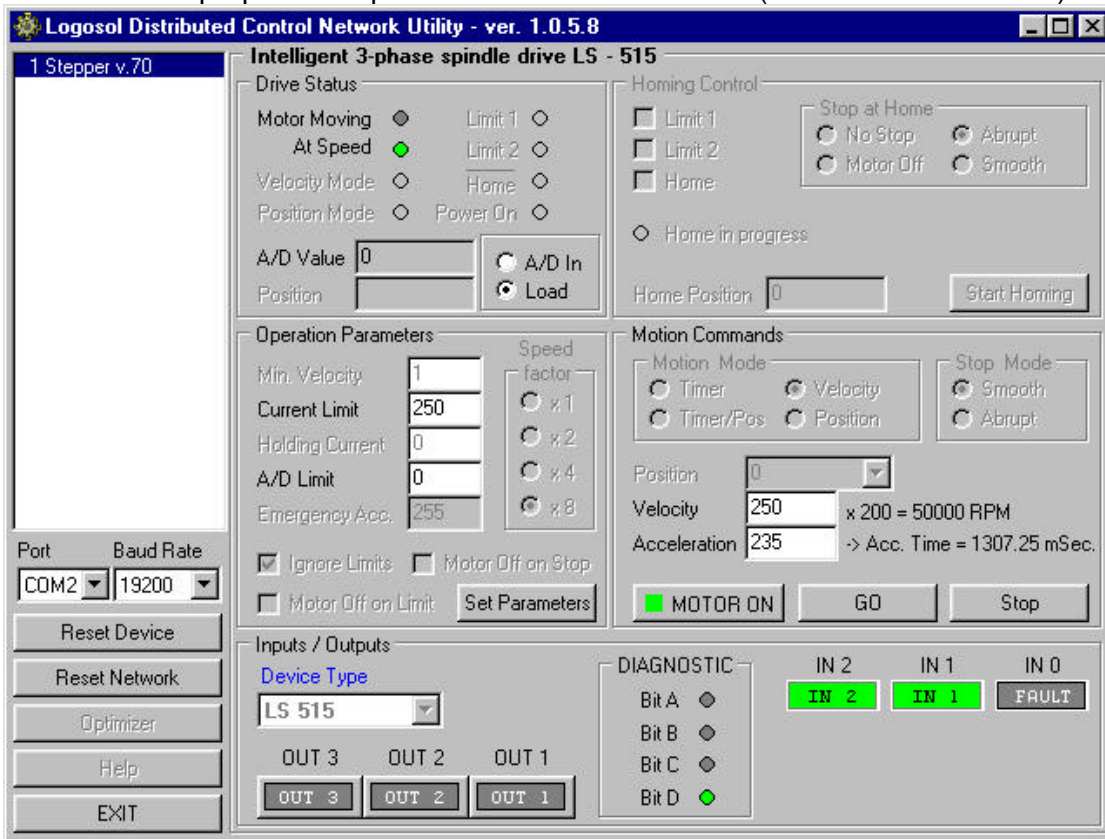 Logosol Distributed Control Network Utility - ver. 1.0.5.8
1 Stepper v.70
Intelligent 3-phase spindle drive LS - 515
Drive Status
Motor Moving
Limit 1
At Speed
Limit 2
Velocity Mode
Home
Position Mode
Power On
A/D Value 0
A/D In
Position
Load
Homing Control
Limit 1
Limit 2
Home
Stop at Home
No Stop
Abrupt
Motor Off
Smooth
Home in progress
Home Position 0
Start Homing
Operation Parameters
Min. Velocity 1
Current Limit 250
Holding Current 0
A/D Limit 0
Emergency Acc. 255
Speed
factor
x 1
x 2
x 4
x 8
Ignore Limits
Motor Off on Stop
Motor Off on Limit
Set Parameters
Motion Commands
Motion Mode
Timer
Velocity
Timer/Pos
Position
Stop Mode
Smooth
Abrupt
Position 0
Velocity 250 x 200 = 50000 RPM
Acceleration 235 -> Acc. Time = 1307.25 mSec.
MOTOR ON
GO
Stop
Port
Baud Rate
COM2
19200
Reset Device
Reset Network
Optimizer
Help
EXIT
Inputs / Outputs
Device Type
LS 515
OUT 3 OUT 2 OUT 1
OUT 3 OUT 2 OUT 1
DIAGNOSTIC
Bit A
Bit B
Bit C
Bit D
IN 2 IN 1 IN 0
IN 2 IN 1 FAULT